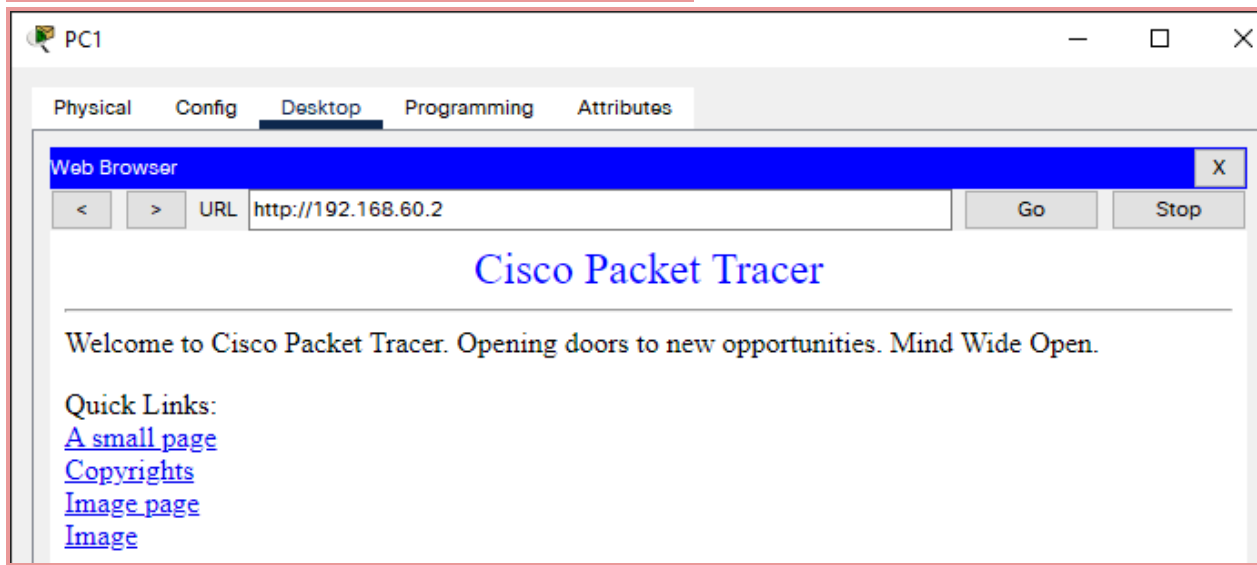 PC1
Physical Config Desktop Programming Attributes
Web Browser X
< > URL http://192.168.60.2 Go Stop
Cisco Packet Tracer
Welcome to Cisco Packet Tracer. Opening doors to new opportunities. Mind Wide Open.
Quick Links:
A small page
Copyrights
Image page
Image